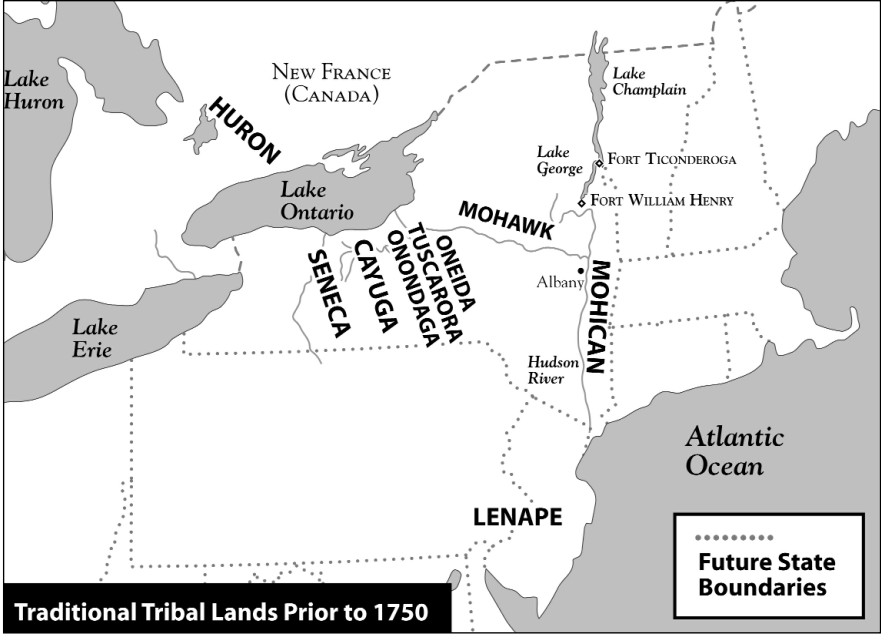 Lake
Huron
NEW FRANCE
(CANADA)
HURON
Lake
Champlain
Lake
George
FORT TICONDEROGA
FORT WILLIAM HENRY
Lake
Ontario
MOHAWK
SENECA
CAYUGA
ONONDAGA
TUSCARORA
ONEIDA
Albany
MOHICAN
Lake
Erie
Hudson
River
Atlantic
Ocean
LENAPE
Future State
Boundaries
Traditional Tribal Lands Prior to 1750